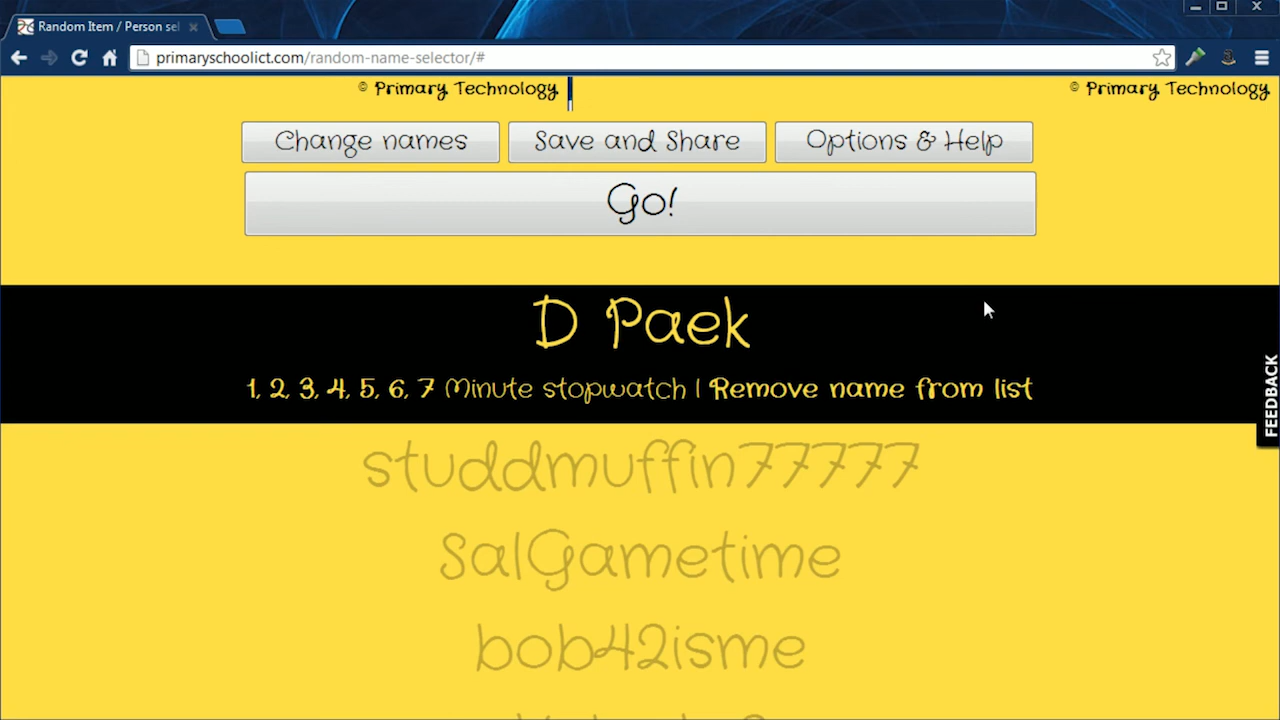 Random Item / Person sel
primaryschoolict.com/random-name-selector/#
© Primary Technology
© Primary Technology
Change names
Save and Share
Options & Help
Go!
D Paek
1, 2, 3, 4, 5, 6, 7 Minute stopwatch | Remove name from list
FEEDBACK
studdmuffin77777
SalGametime
bob42isme